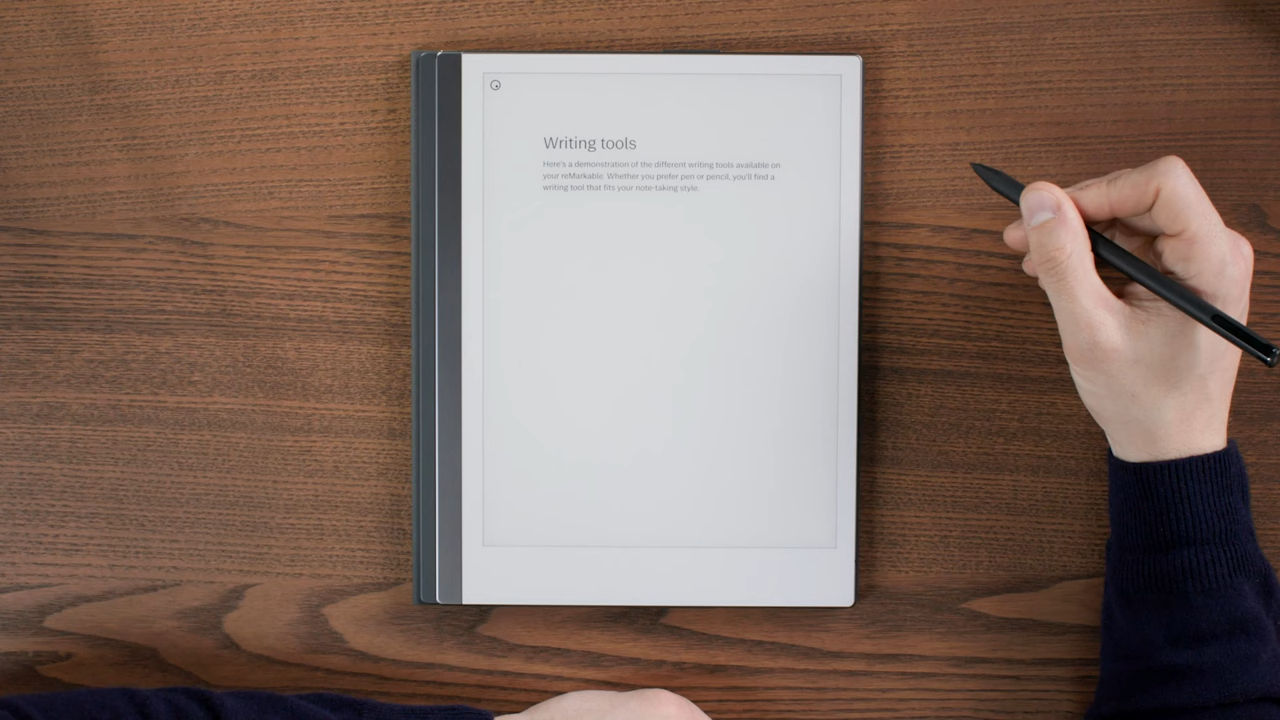 Writing tools
Here's a demonstration of the different writing tools available on
your reMarkable. Whether you prefer pen or pencil, you'll find a
writing tool that fits your note-taking style.